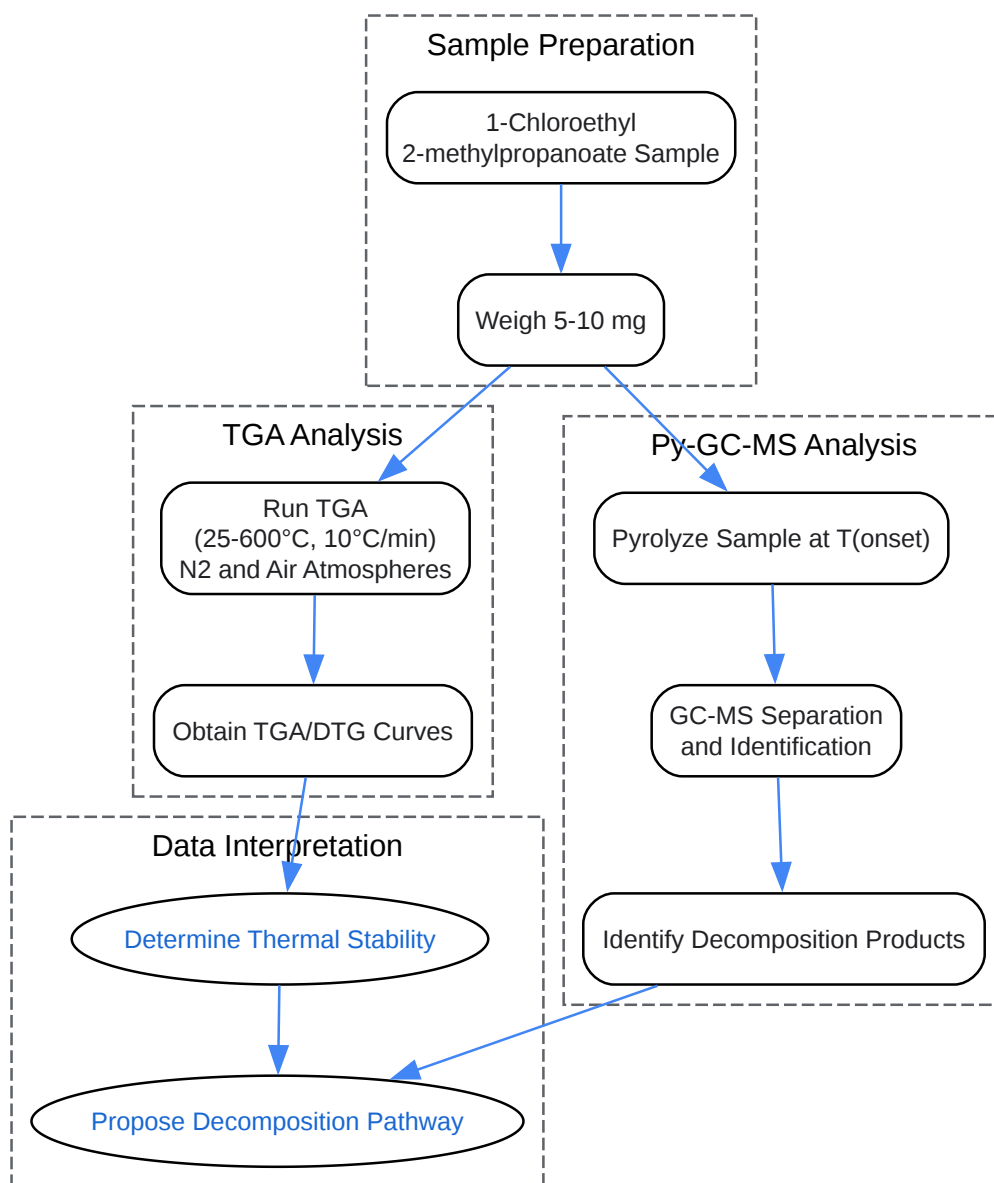 Sample Preparation
1-Chloroethyl
2-methylpropanoate Sample
Weigh 5-10 mg
TGA Analysis
Run TGA
(25-600°C, 10°C/min)
N2 and Air Atmospheres
Obtain TGA/DTG Curves
Py-GC-MS Analysis
Pyrolyze Sample at T(onset)
GC-MS Separation
and Identification
Identify Decomposition Products
Data Interpretation
Determine Thermal Stability
Propose Decomposition Pathway